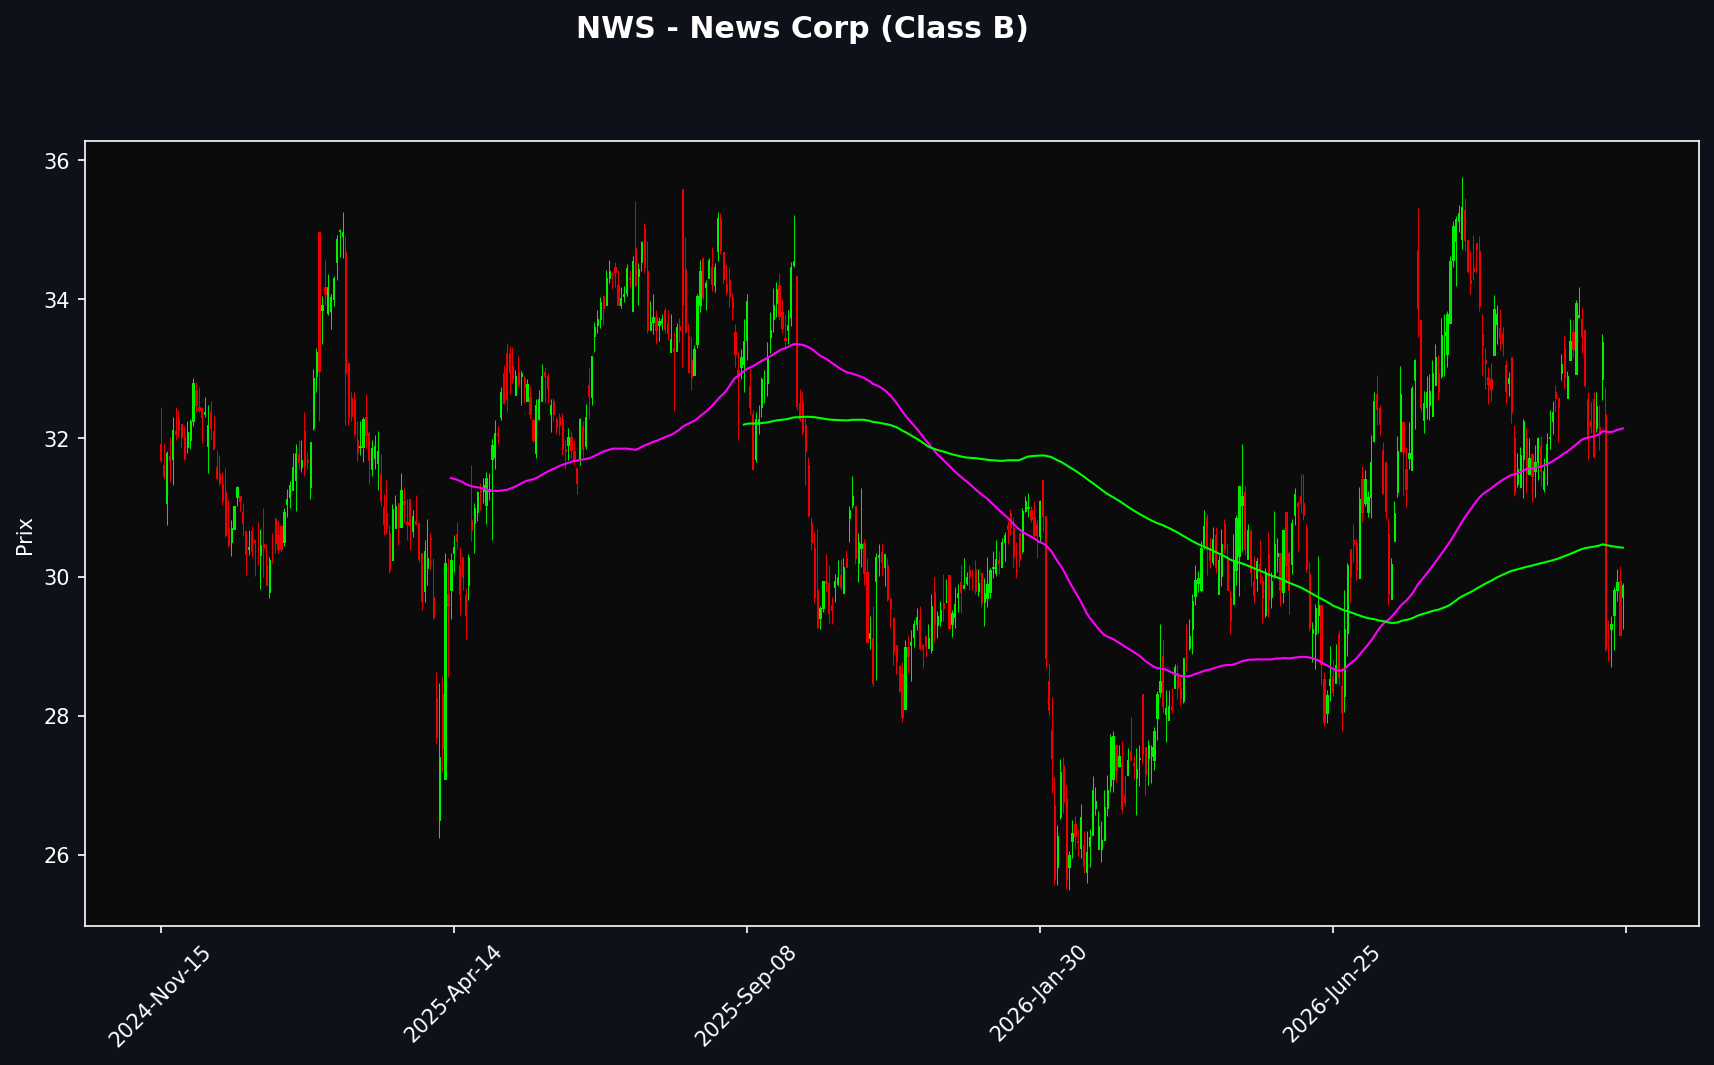 NWS - News Corp (Class B)
Prix
36
34
32
30
28
26
2024-Nov-15
2025-Apr-14
2025-Sep-08
2026-Jan-30
2026-Jun-25